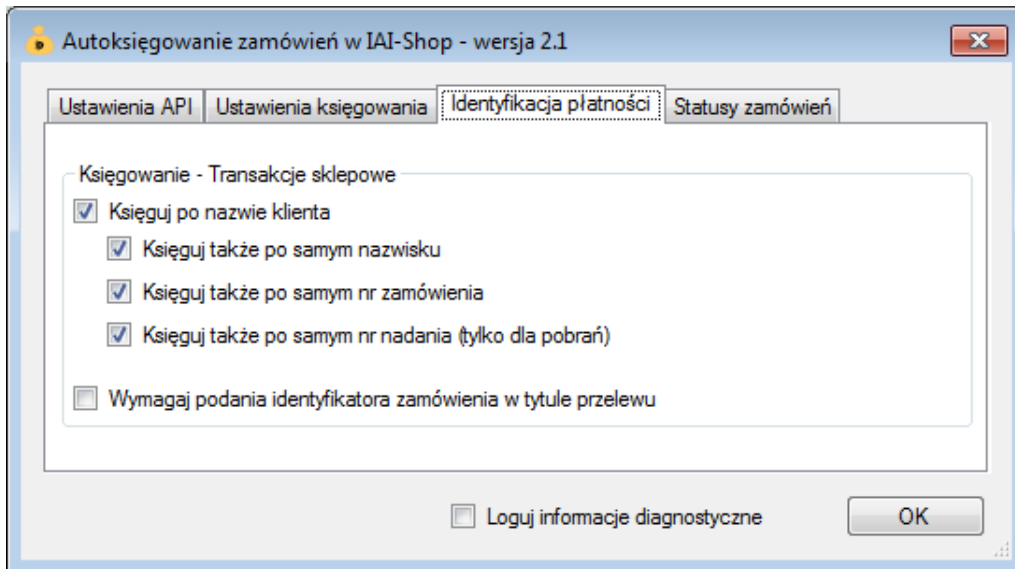 Autoksięgowanie zamówień w IAI-Shop - wersja 2.1
Ustawienia API Ustawienia księgowania Identyfikacja płatności Statusy zamówień
Księgowanie - Transakcje sklepowe
Księguj po nazwie klienta
Księguj także po samym nazwisku
Księguj także po samym nr zamówienia
Księguj także po samym nr nadania (tylko dla pobrań)
Wymagaj podania identyfikatora zamówienia w tytule przelewu
Loguj informacje diagnostyczne OK